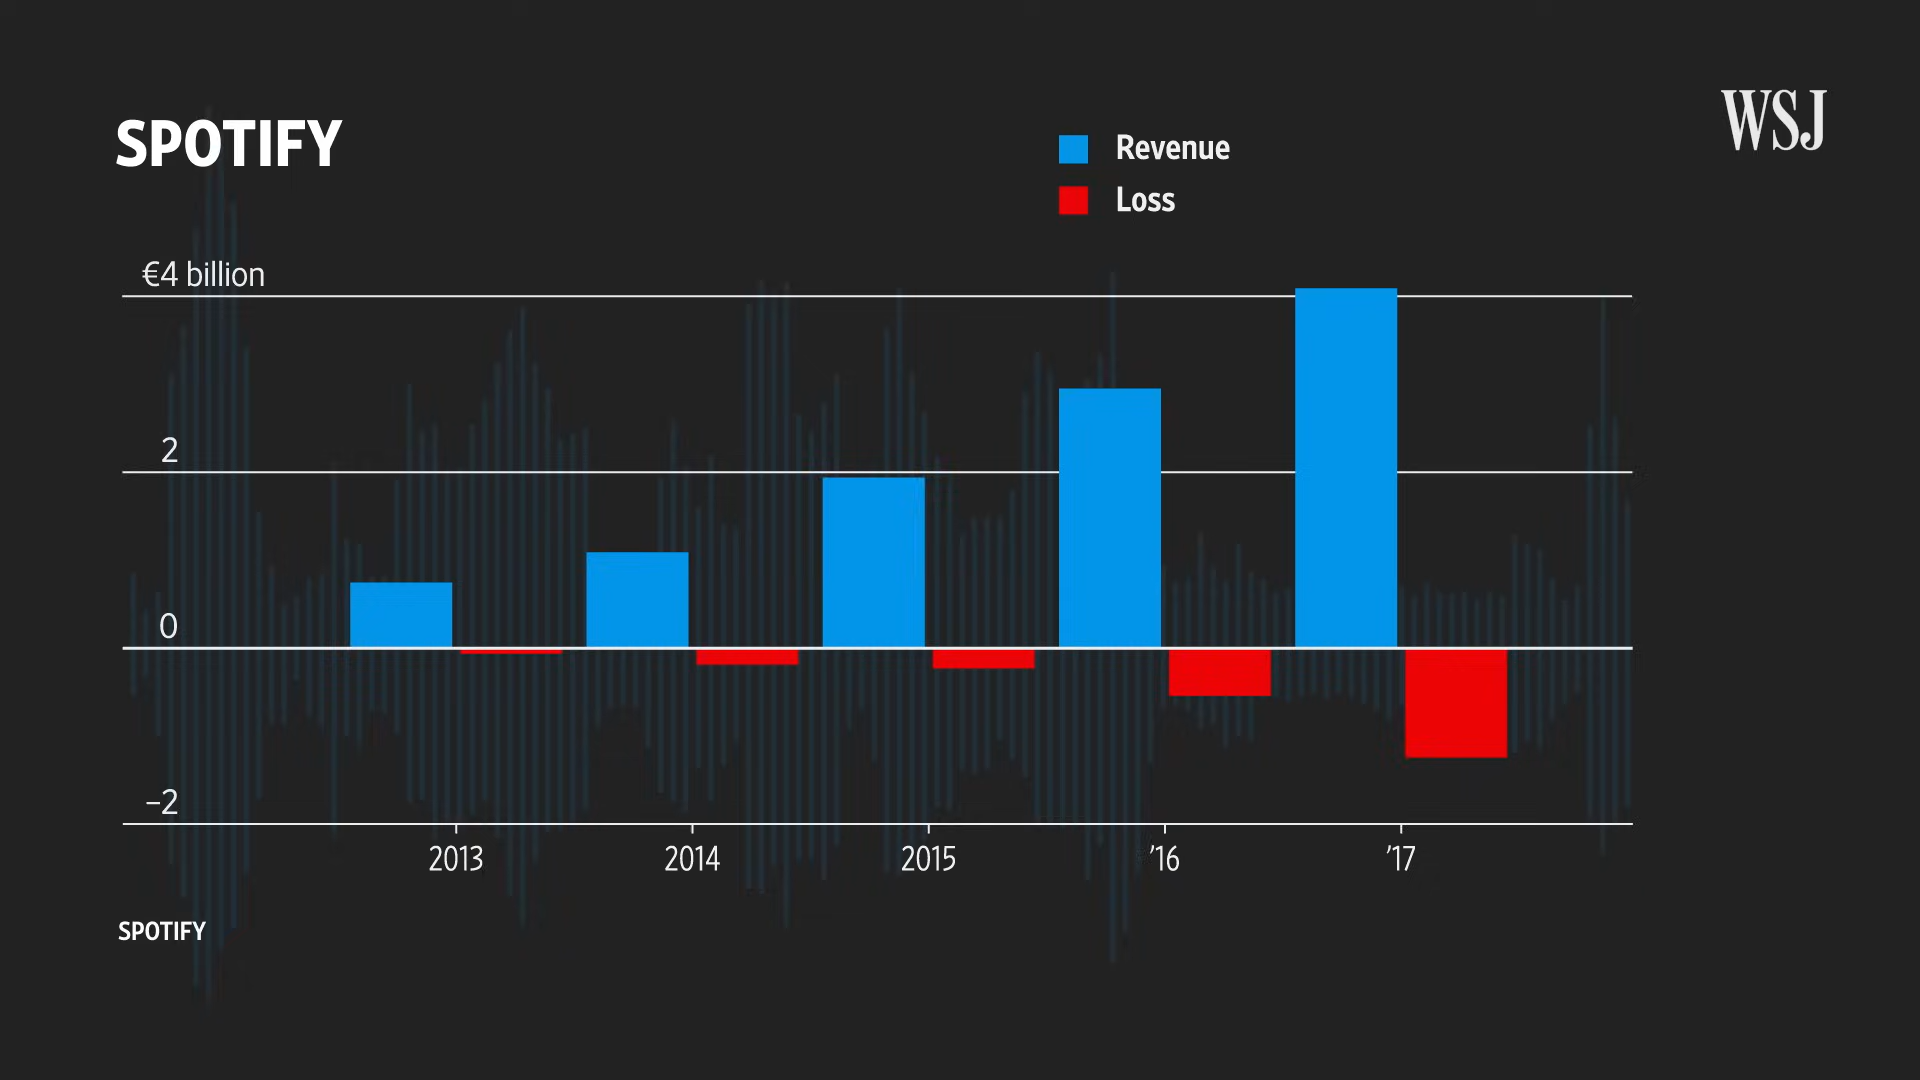 SPOTIFY
WSJ
Revenue
Loss
€4 billion
2
0
−2
2013 2014 2015 ’16 ’17
SPOTIFY